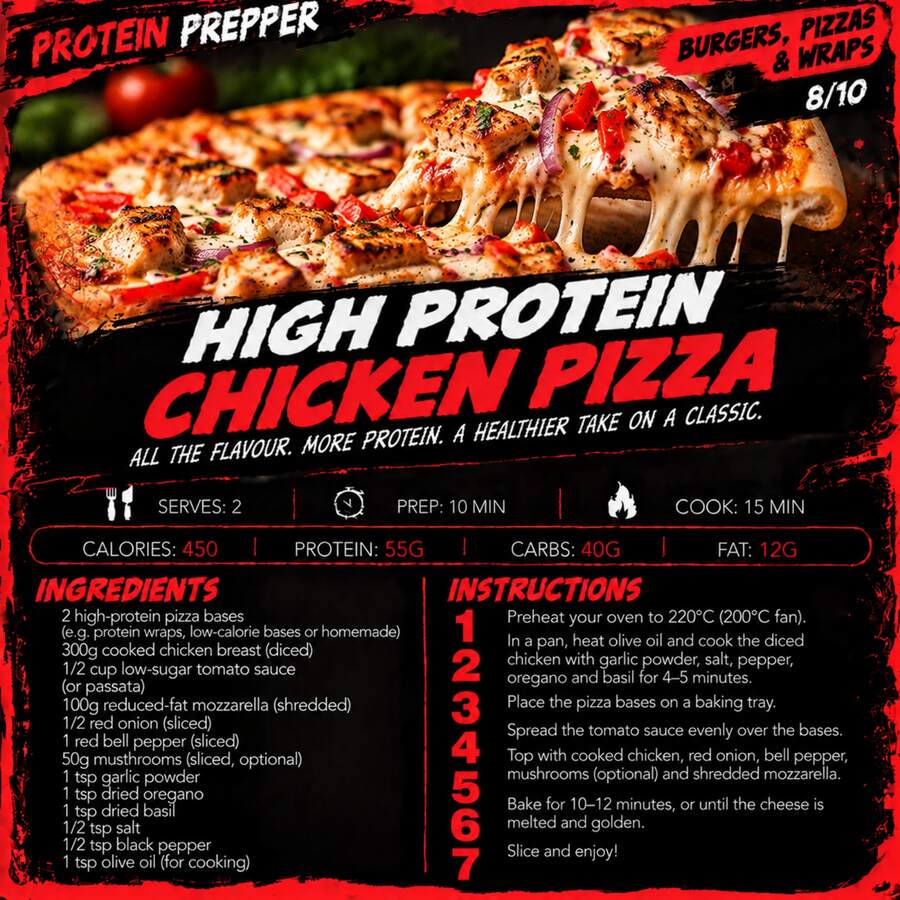 PROTEIN PREPPER
BURGERS, PIZZAS
& WRAPS
8/10
HIGH PROTEIN
CHICKEN PIZZA
ALL THE FLAVOUR. MORE PROTEIN. A HEALTHIER TAKE ON A CLASSIC.
SERVES: 2
PREP: 10 MIN
COOK: 15 MIN
CALORIES: 450
PROTEIN: 55G
CARBS: 40G
FAT: 12G
INGREDIENTS
2 high-protein pizza bases
(e.g. protein wraps, low-calorie bases or homemade)
300g cooked chicken breast (diced)
1/2 cup low-sugar tomato sauce
(or passata)
100g reduced-fat mozzarella (shredded)
1/2 red onion (sliced)
1 red bell pepper (sliced)
50g musthrooms (sliced, optional)
1 tsp garlic powder
1 tsp dried oregano
1 tsp dried basil
1/2 tsp salt
1/2 tsp black pepper
1 tsp olive oil (for cooking)
INSTRUCTIONS
1 Preheat your oven to 220°C (200°C fan).
2 In a pan, heat olive oil and cook the diced
chicken with garlic powder, salt, pepper,
oregano and basil for 4–5 minutes.
3 Place the pizza bases on a baking tray.
4 Spread the tomato sauce evenly over the bases.
5 Top with cooked chicken, red onion, bell pepper,
mushrooms (optional) and shredded mozzarella.
6 Bake for 10–12 minutes, or until the cheese is
melted and golden.
7 Slice and enjoy!